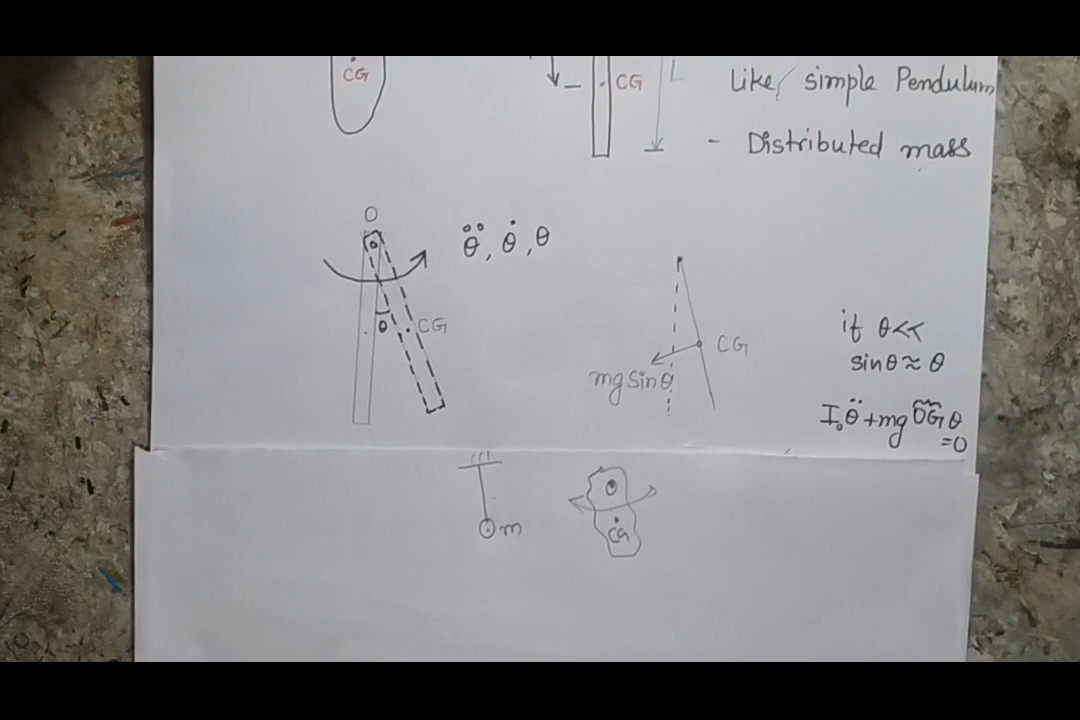 CG
CG
L
Like simple Pendulum
- Distributed mass
O
θ̈, θ̇, θ
θ
CG
CG
mg sinθ
if θ<<
sinθ ≈ θ
I₀θ̈ + mg OG θ
=0
m
CG